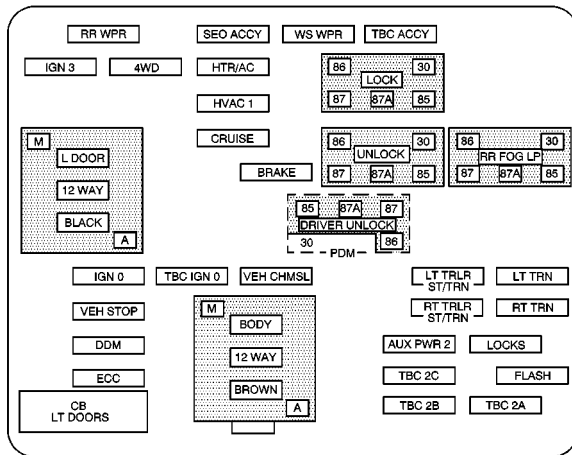 RR WPR
SEO ACCY
WS WPR
TBC ACCY
IGN 3
4WD
HTR/AC
86
30
LOCK
87
87A
85
HVAC 1
CRUISE
M
L DOOR
12 WAY
BLACK
A
BRAKE
86
30
UNLOCK
87
87A
85
86
30
RR FOG LP
87
87A
85
85
87A
87
DRIVER UNLOCK
30
86
PDM
IGN 0
TBC IGN 0
VEH CHMSL
LT TRLR
ST/TRN
LT TRN
VEH STOP
M
BODY
12 WAY
BROWN
A
RT TRLR
ST/TRN
RT TRN
DDM
AUX PWR 2
LOCKS
ECC
TBC 2C
FLASH
CB
LT DOORS
TBC 2B
TBC 2A